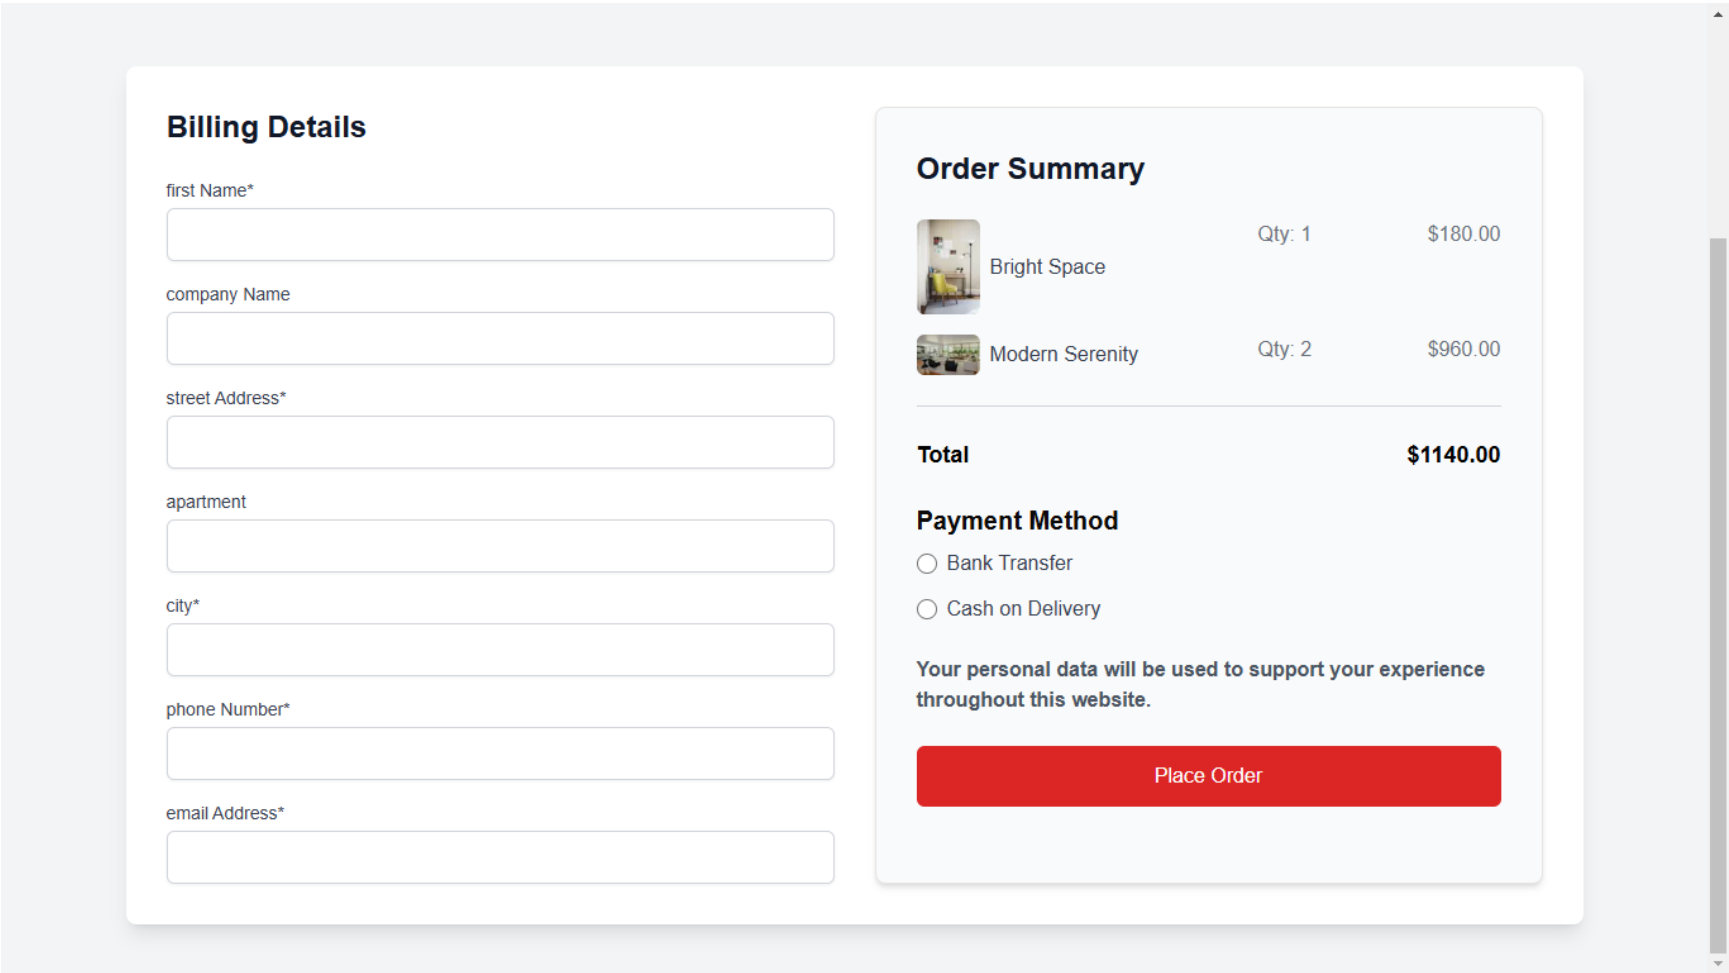 Billing Details
first Name*
company Name
street Address*
apartment
city*
phone Number*
email Address*
Order Summary
Bright Space Qty: 1 $180.00
Modern Serenity Qty: 2 $960.00
Total $1140.00
Payment Method
Bank Transfer
Cash on Delivery
Your personal data will be used to support your experience
throughout this website.
Place Order